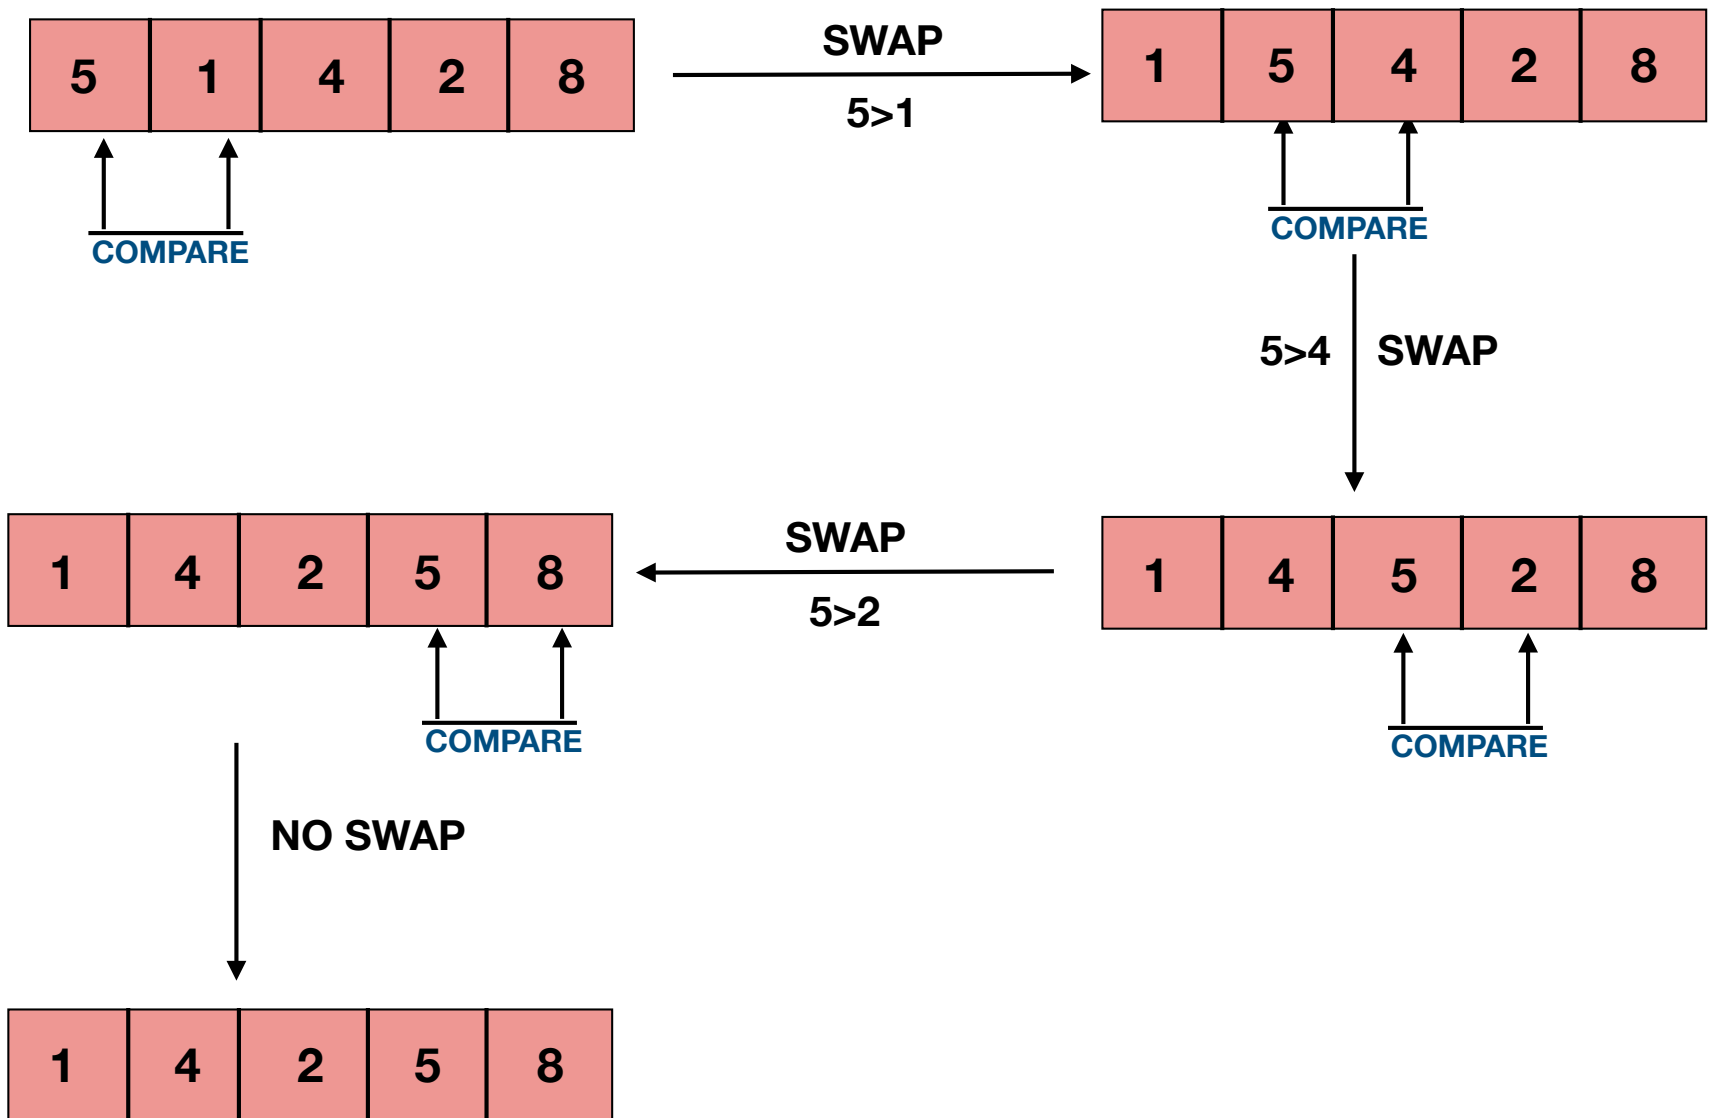 5 1 4 2 8
SWAP
5>1
1 5 4 2 8
COMPARE
COMPARE
5>4 SWAP
1 4 2 5 8
SWAP
5>2
1 4 5 2 8
COMPARE
COMPARE
NO SWAP
1 4 2 5 8